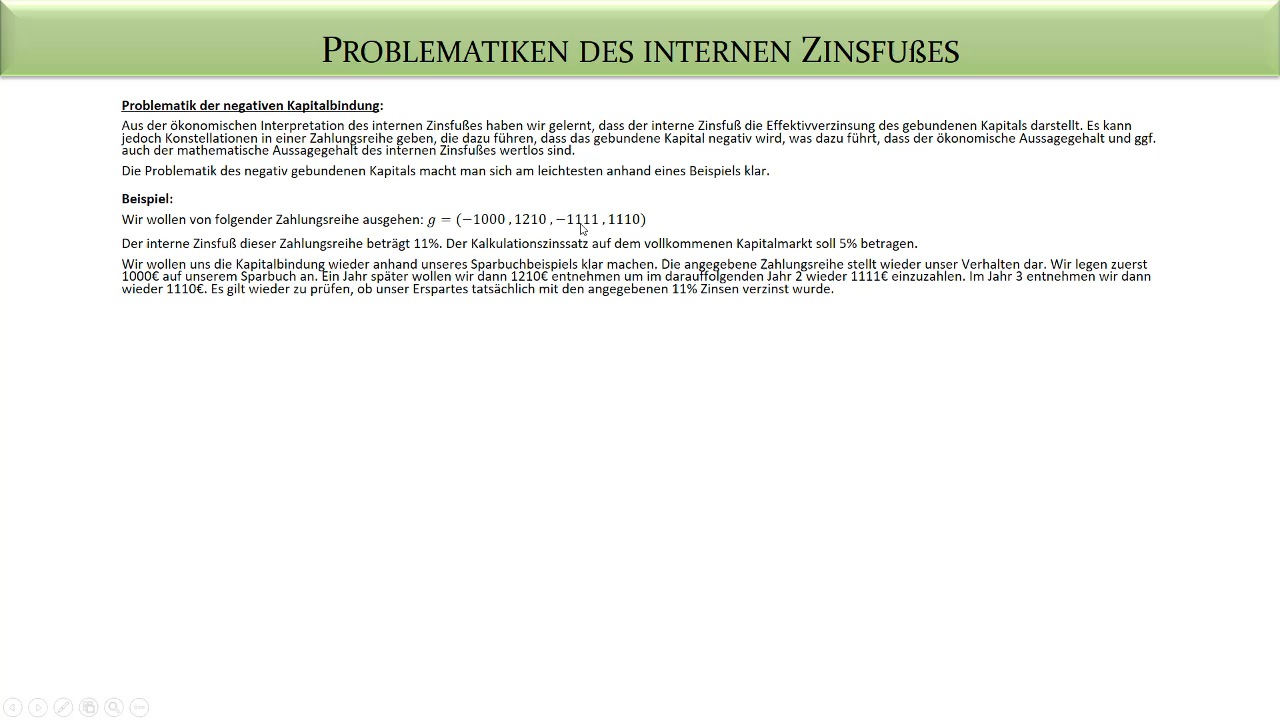 PROBLEMATIKEN DES INTERNEN ZINSFUßES
Problematik der negativen Kapitalbindung:
Aus der ökonomischen Interpretation des internen Zinsfußes haben wir gelernt, dass der interne Zinsfuß die Effektivverzinsung des gebundenen Kapitals darstellt. Es kann
jedoch Konstellationen in einer Zahlungsreihe geben, die dazu führen, dass das gebundene Kapital negativ wird, was dazu führt, dass der ökonomische Aussagegehalt und ggf.
auch der mathematische Aussagegehalt des internen Zinsfußes wertlos sind.
Die Problematik des negativ gebundenen Kapitals macht man sich am leichtesten anhand eines Beispiels klar.
Beispiel:
Wir wollen von folgender Zahlungsreihe ausgehen: g = (−1000 , 1210 , −1111 , 1110)
Der interne Zinsfuß dieser Zahlungsreihe beträgt 11%. Der Kalkulationszinssatz auf dem vollkommenen Kapitalmarkt soll 5% betragen.
Wir wollen uns die Kapitalbindung wieder anhand unseres Sparbuchbeispiels klar machen. Die angegebene Zahlungsreihe stellt wieder unser Verhalten dar. Wir legen zuerst
1000€ auf unserem Sparbuch an. Ein Jahr später wollen wir dann 1210€ entnehmen um im darauffolgenden Jahr 2 wieder 1111€ einzuzahlen. Im Jahr 3 entnehmen wir dann
wieder 1110€. Es gilt wieder zu prüfen, ob unser Erspartes tatsächlich mit den angegebenen 11% Zinsen verzinst wurde.